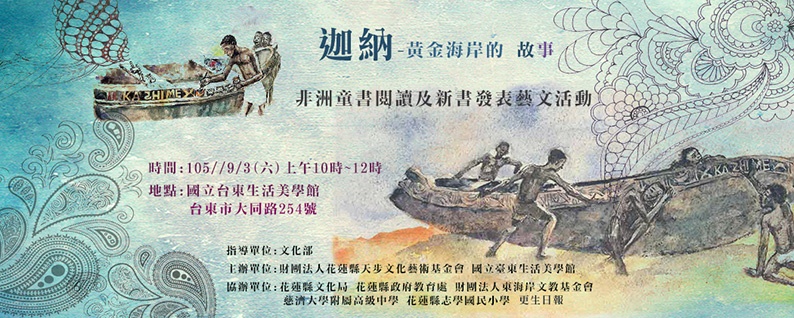 迦納-黃金海岸的 故事
KAZHIME
非洲童書閱讀及新書發表藝文活動
KAZHIME
時間:105//9/3(六)上午10時~12時
地點:國立台東生活美學館
台東市大同路254號
指導單位:文化部
主辦單位:財團法人花蓮縣天步文化藝術基金會 國立臺東生活美學館
協辦單位:花蓮縣文化局 花蓮縣政府教育處 財團法人東海岸文教基金會
慈濟大學附屬高級中學 花蓮縣志學國民小學 更生日報